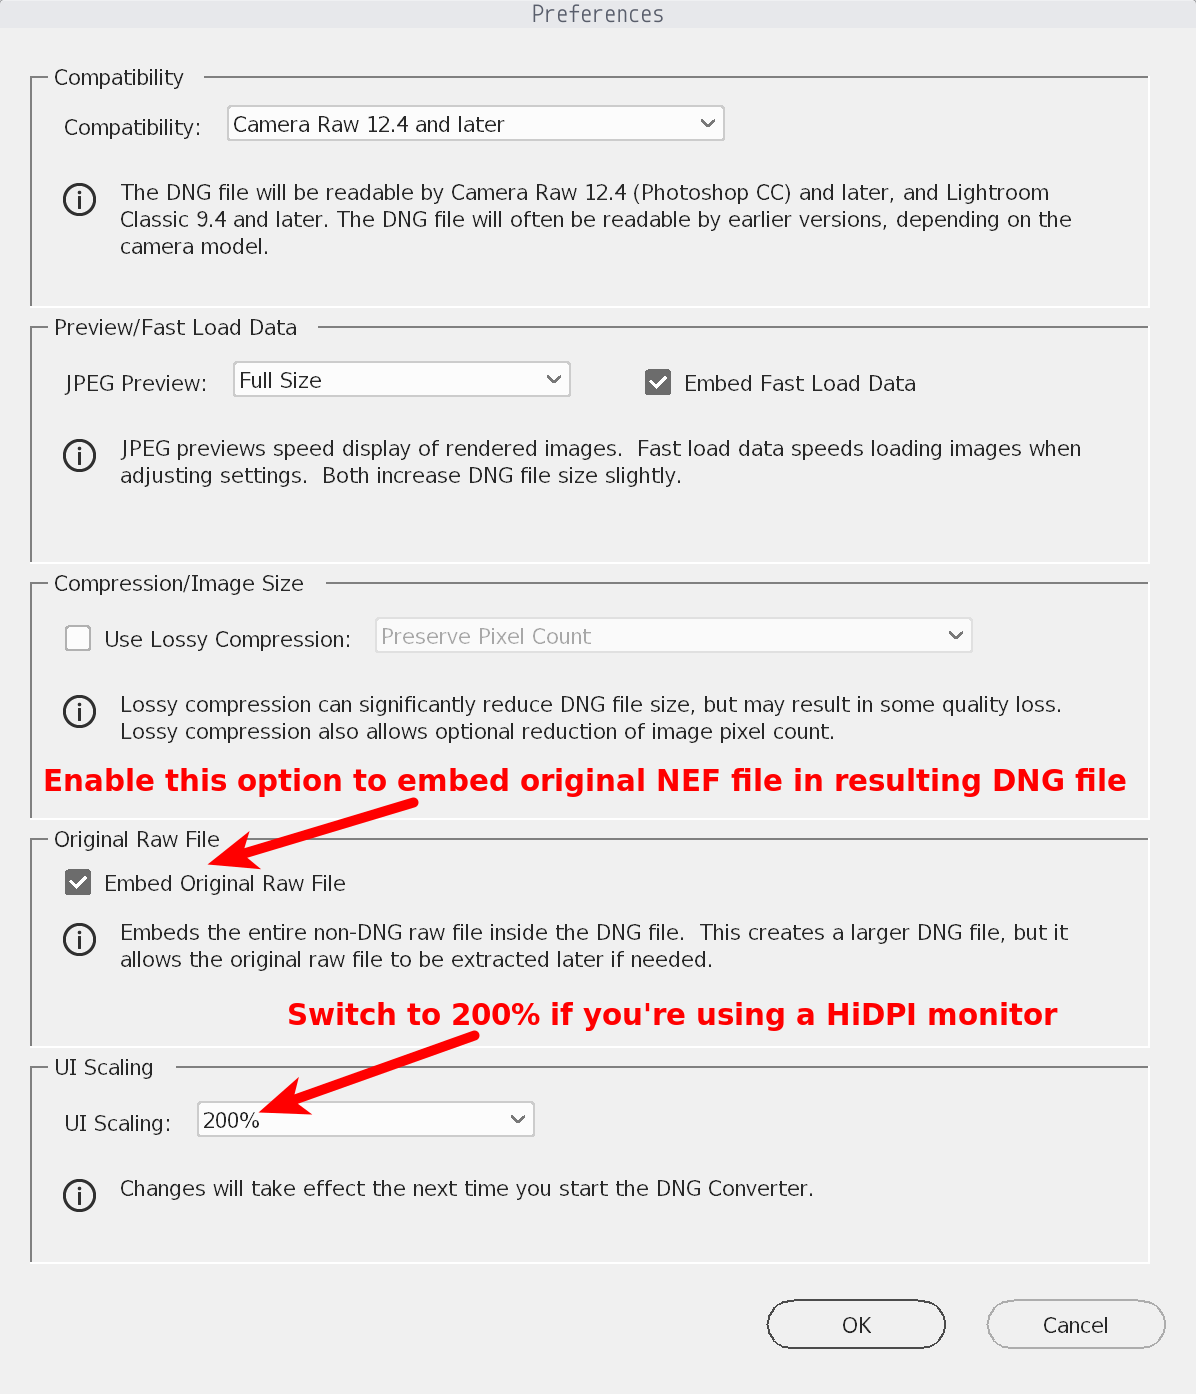 Preferences
Compatibility
Compatibility:
Camera Raw 12.4 and later
The DNG file will be readable by Camera Raw 12.4 (Photoshop CC) and later, and Lightroom
Classic 9.4 and later. The DNG file will often be readable by earlier versions, depending on the
camera model.
Preview/Fast Load Data
JPEG Preview:
Full Size
Embed Fast Load Data
JPEG previews speed display of rendered images.  Fast load data speeds loading images when
adjusting settings.  Both increase DNG file size slightly.
Compression/Image Size
Use Lossy Compression:
Preserve Pixel Count
Lossy compression can significantly reduce DNG file size, but may result in some quality loss.
Lossy compression also allows optional reduction of image pixel count.
Enable this option to embed original NEF file in resulting DNG file
Original Raw File
Embed Original Raw File
Embeds the entire non-DNG raw file inside the DNG file.  This creates a larger DNG file, but it
allows the original raw file to be extracted later if needed.
Switch to 200% if you're using a HiDPI monitor
UI Scaling
UI Scaling:
200%
Changes will take effect the next time you start the DNG Converter.
OK
Cancel